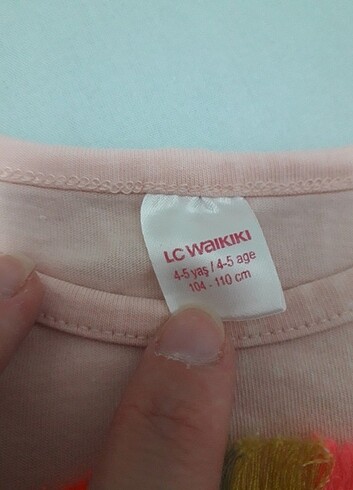 LC WAIKIKI
4-5 yaş / 4-5 age
104 - 110 cm